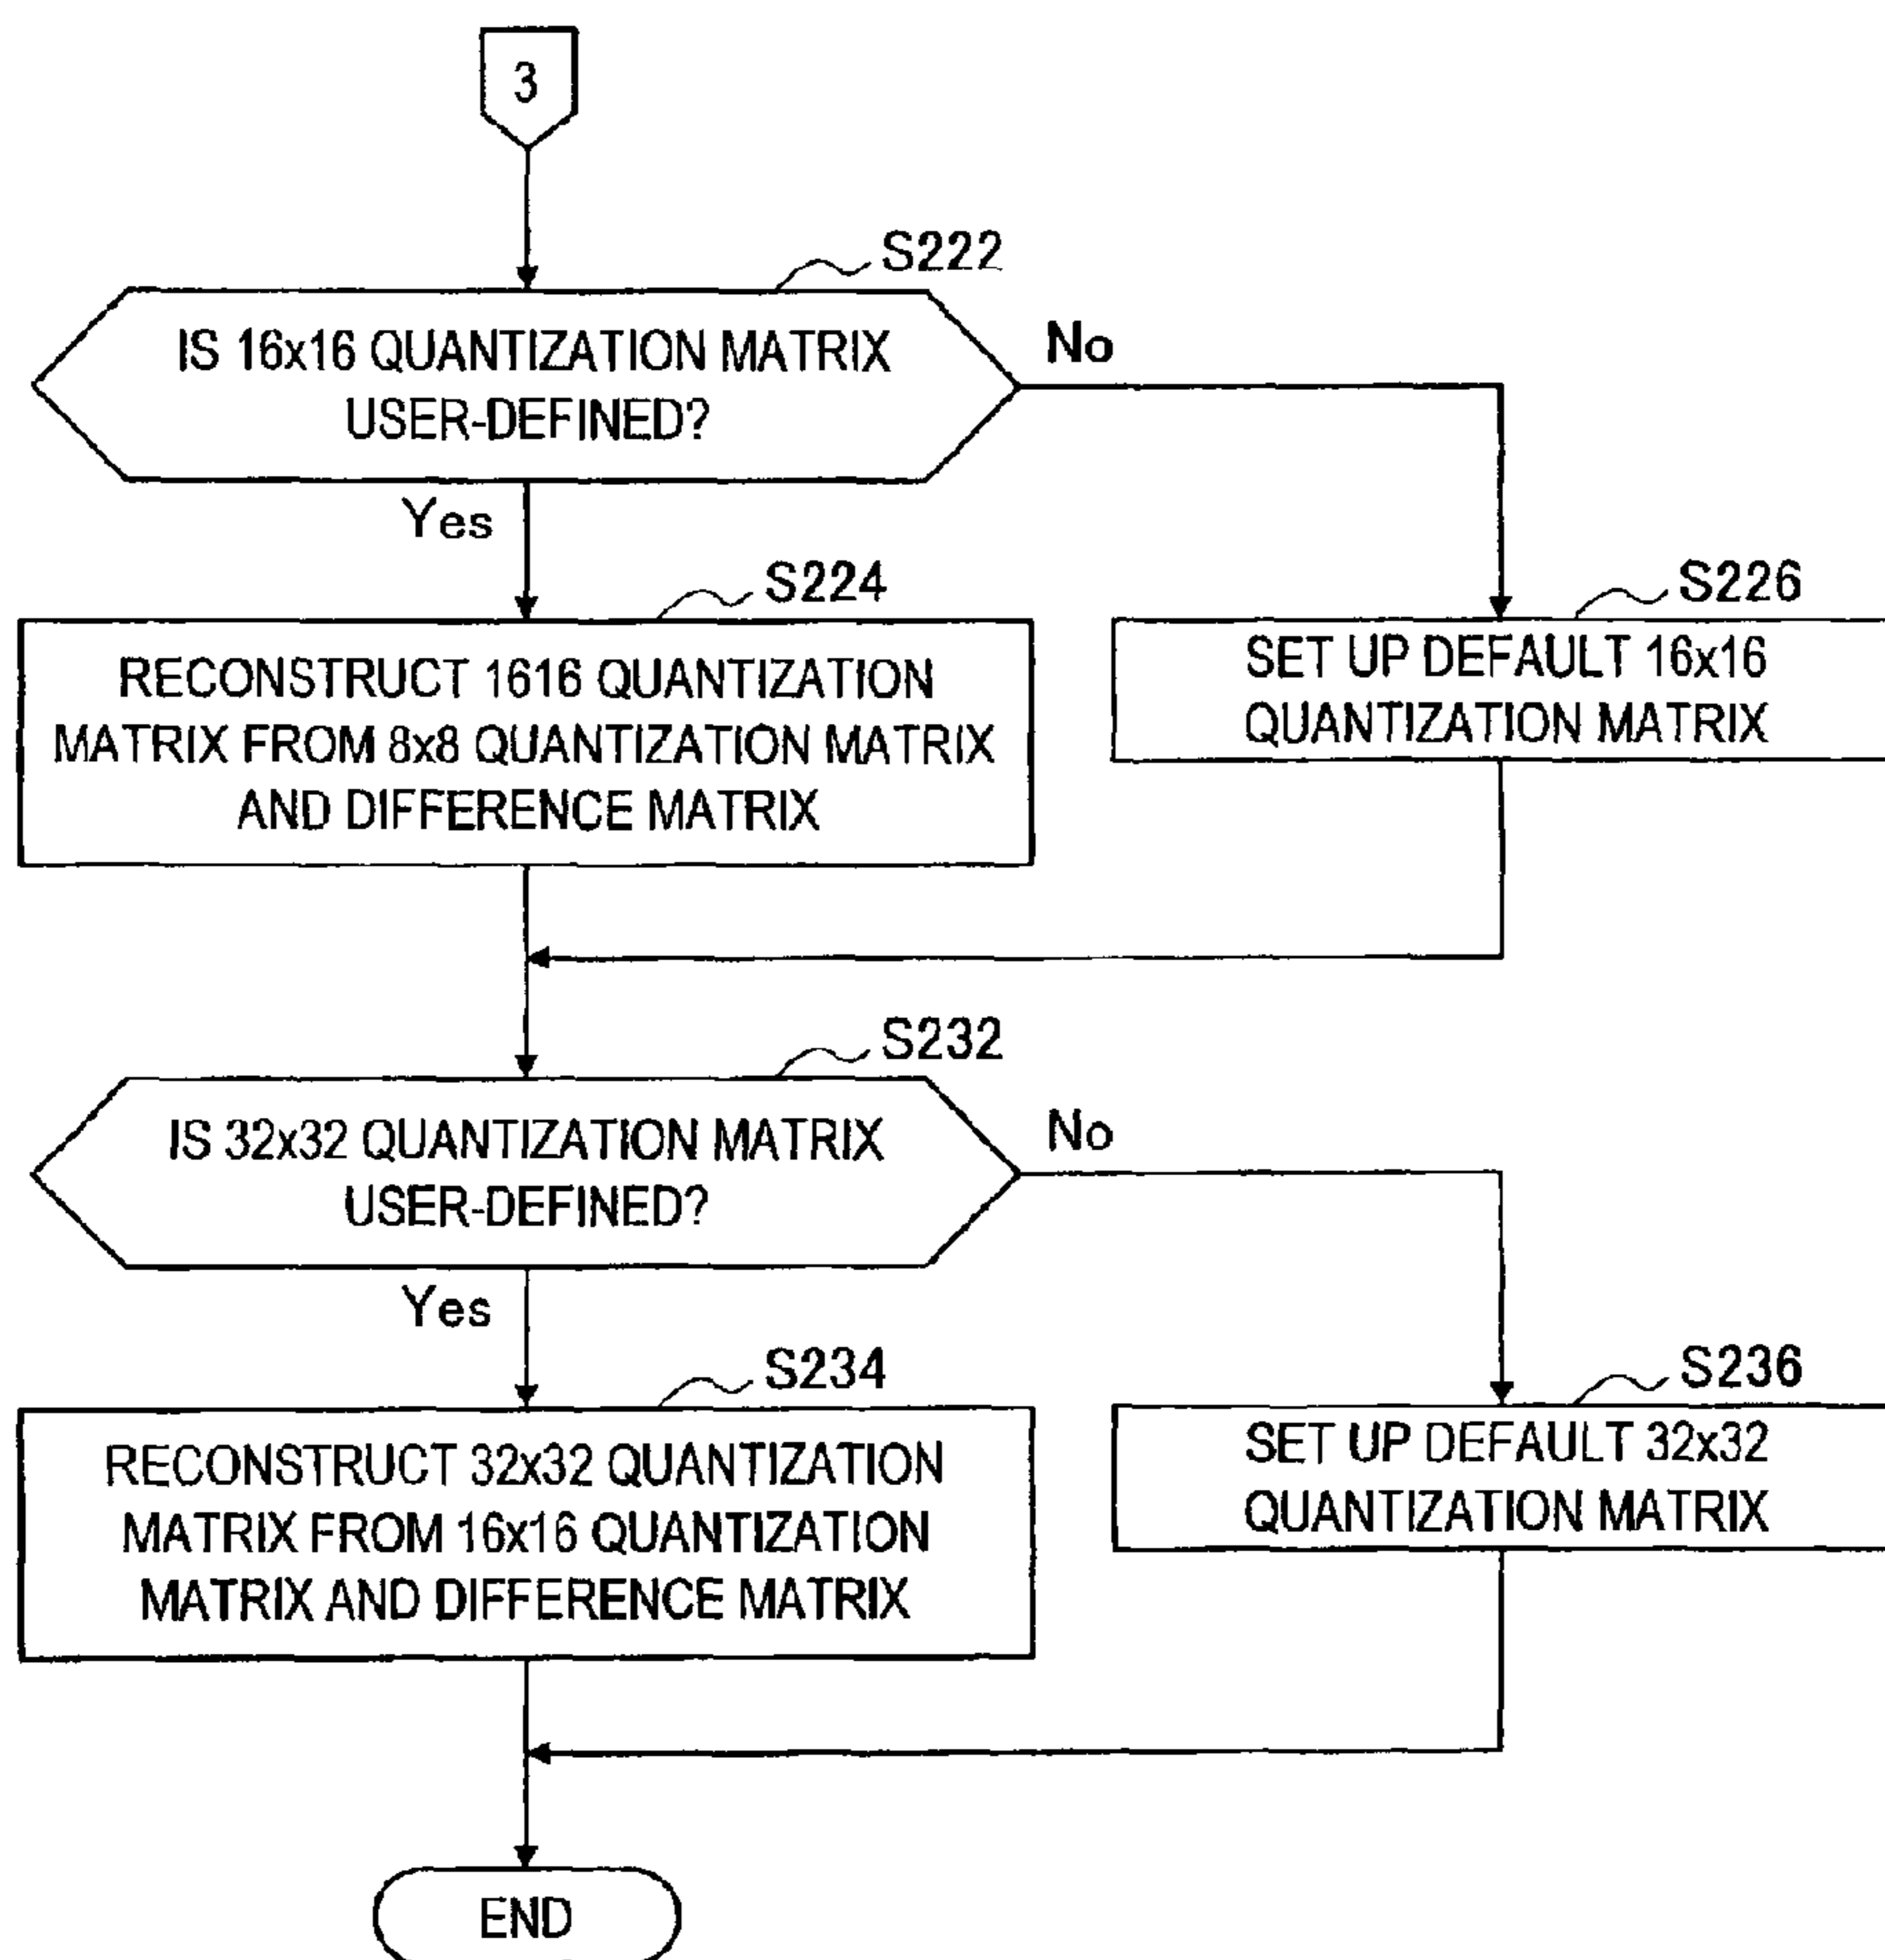 3
S222
IS 16x16 QUANTIZATION MATRIX
USER-DEFINED?
No
Yes
S224
RECONSTRUCT 1616 QUANTIZATION
MATRIX FROM 8x8 QUANTIZATION MATRIX
AND DIFFERENCE MATRIX
S226
SET UP DEFAULT 16x16
QUANTIZATION MATRIX
S232
IS 32x32 QUANTIZATION MATRIX
USER-DEFINED?
No
Yes
S234
RECONSTRUCT 32x32 QUANTIZATION
MATRIX FROM 16x16 QUANTIZATION
MATRIX AND DIFFERENCE MATRIX
S236
SET UP DEFAULT 32x32
QUANTIZATION MATRIX
END